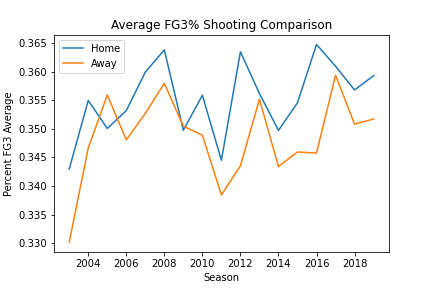 Average FG3% Shooting Comparison
Percent FG3 Average
0.365
0.360
0.355
0.350
0.345
0.340
0.335
0.330
Home
Away
2004 2006 2008 2010 2012 2014 2016 2018
Season